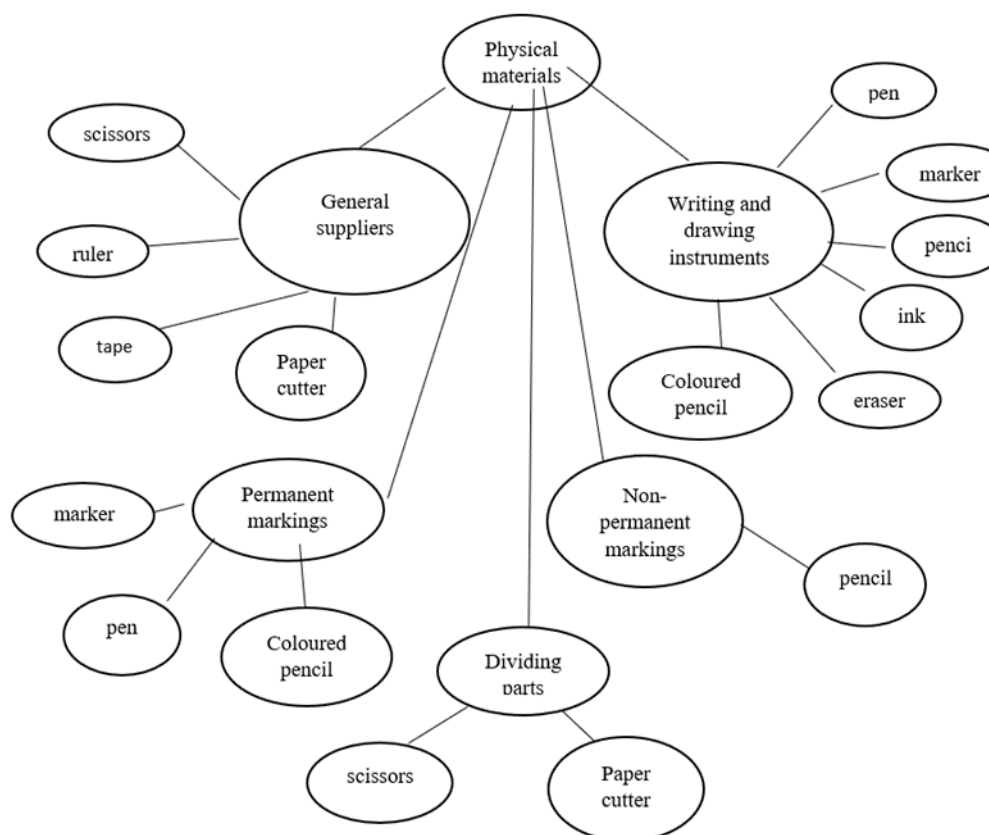 Physical
materials
pen
scissors
marker
General
suppliers
Writing and
drawing
instruments
ruler
penci
ink
tape
Paper
cutter
Coloured
pencil
eraser
Permanent
markings
Non-
permanent
markings
marker
pencil
pen
Coloured
pencil
Dividing
parts
scissors
Paper
cutter